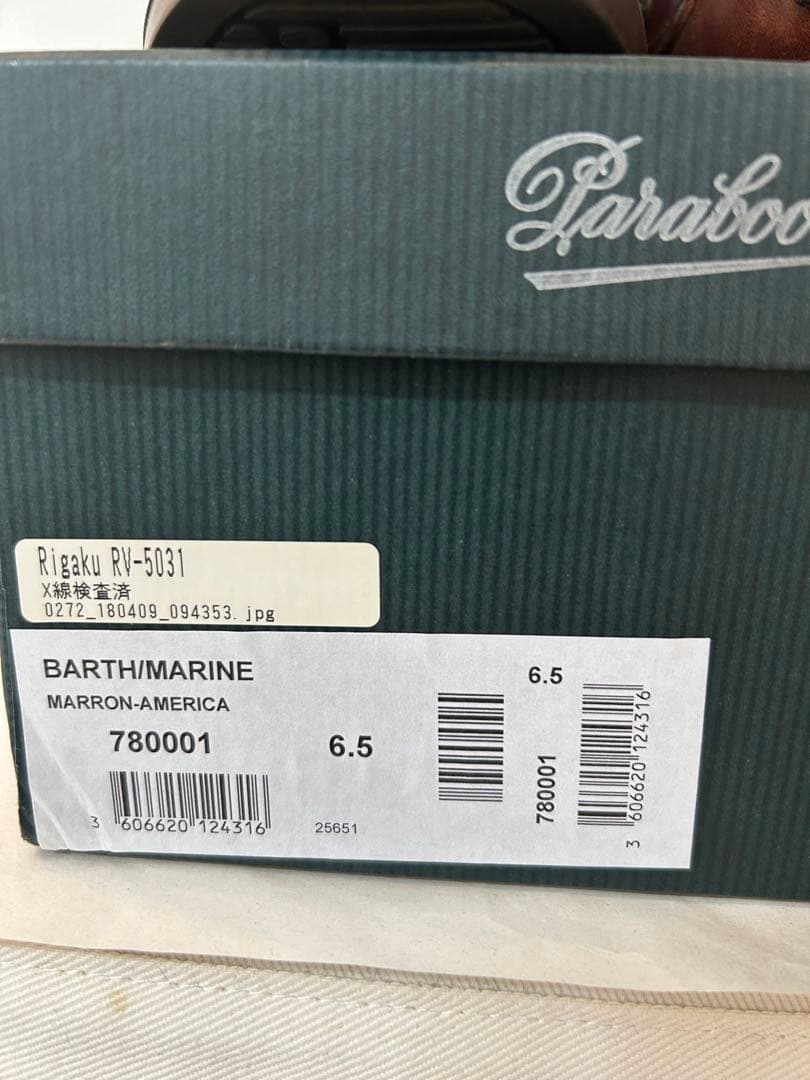 Paraboo
Rigaku RV-5031
X線検査済
0272_180409_094353.jpg
BARTH/MARINE
MARRON-AMERICA
780001
6.5
3 606620 124316
25651
6.5
780001
3 606620 124316